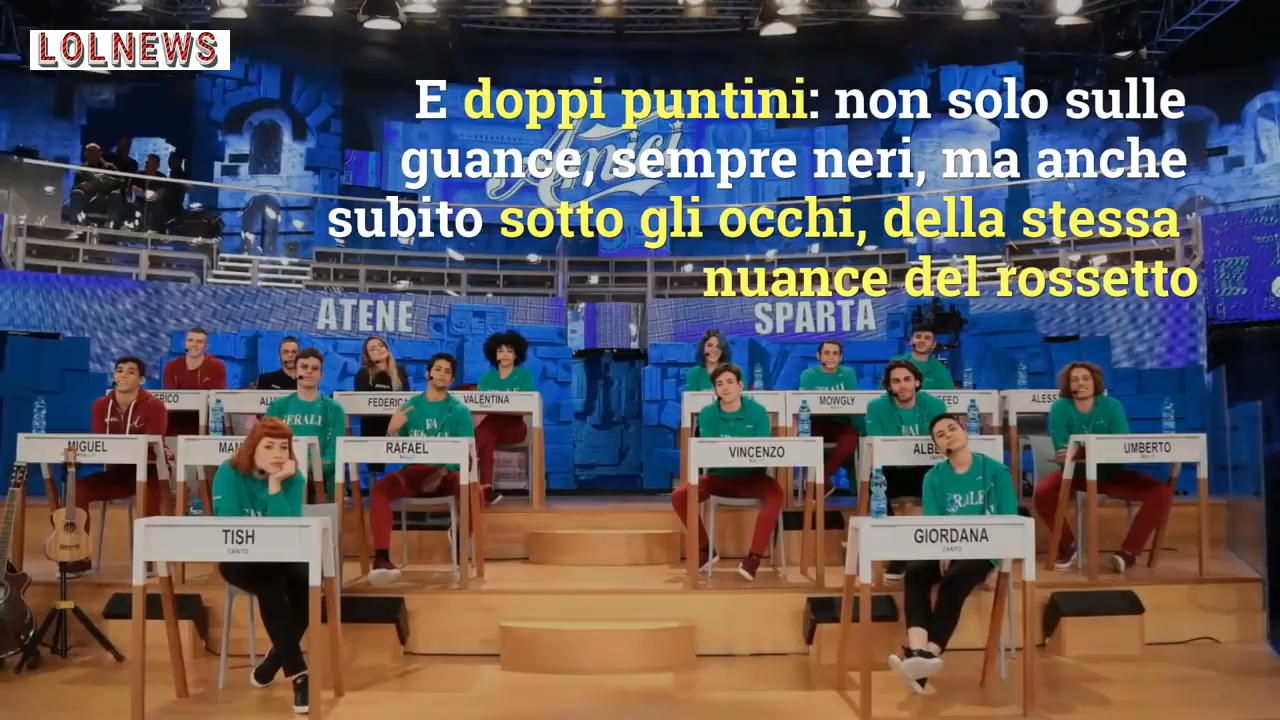 LOLNEWS
E doppi puntini: non solo sulle
guance, sempre neri, ma anche
subito sotto gli occhi, della stessa
nuance del rossetto
Amici
ATENE
SPARTA
VALENTINA
MOWGLY
MIGUEL
RAFAEL
VINCENZO
UMBERTO
TISH
CANTO
GIORDANA
CANTO